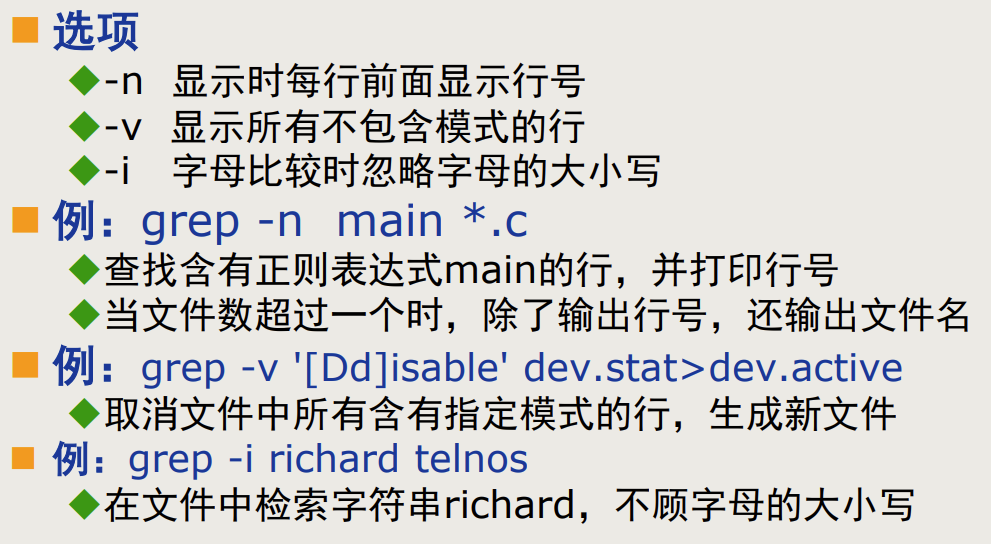 选项
-n 显示时每行前面显示行号
-v 显示所有不包含模式的行
-i 字母比较时忽略字母的大小写
例：grep -n main *.c
查找含有正则表达式main的行，并打印行号
当文件数超过一个时，除了输出行号，还输出文件名
例：grep -v '[Dd]isable' dev.stat>dev.active
取消文件中所有含有指定模式的行，生成新文件
例：grep -i richard telnos
在文件中检索字符串richard，不顾字母的大小写